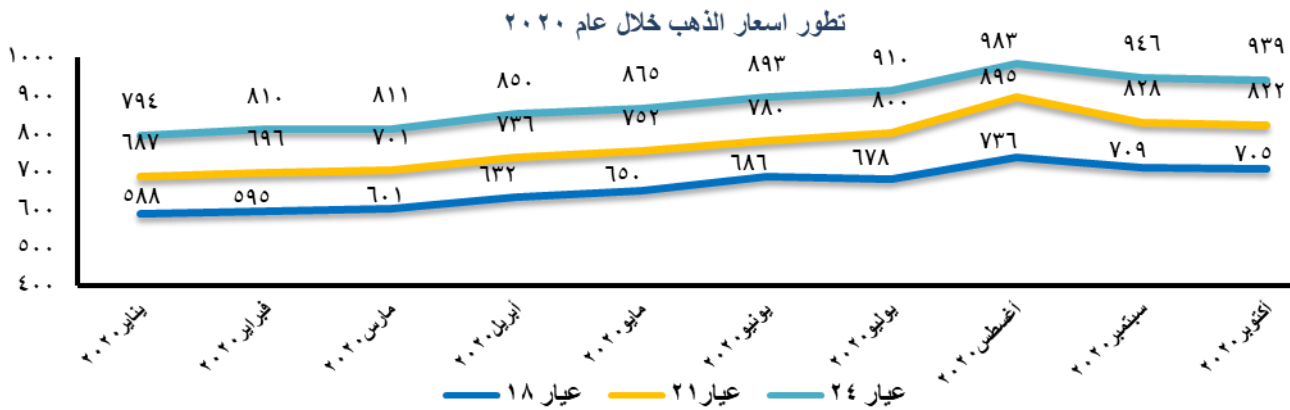 تطور اسعار الذهب خلال عام ٢٠٢٠
١٠٠٠
٩٠٠
٨٠٠
٧٠٠
٦٠٠
٥٠٠
٤٠٠
٧٩٤ ٨١٠ ٨١١ ٨٥٠ ٨٦٥ ٨٩٣ ٩١٠ ٩٨٣ ٩٤٦ ٩٣٩
٦٨٧ ٦٩٦ ٧٠١ ٧٣٦ ٧٥٢ ٧٨٠ ٨٠٠ ٨٩٥ ٨٢٨ ٨٢٢
٥٨٨ ٥٩٥ ٦٠١ ٦٣٢ ٦٥٠ ٦٨٦ ٦٧٨ ٧٣٦ ٧٠٩ ٧٠٥
يناير٢٠٢٠
فبراير٢٠٢٠
مارس٢٠٢٠
أبريل٢٠٢٠
مايو٢٠٢٠
يونيو٢٠٢٠
يوليو٢٠٢٠
أغسطس٢٠٢٠
سبتمبر٢٠٢٠
أكتوبر٢٠٢٠
عيار ١٨ عيار٢١ عيار ٢٤